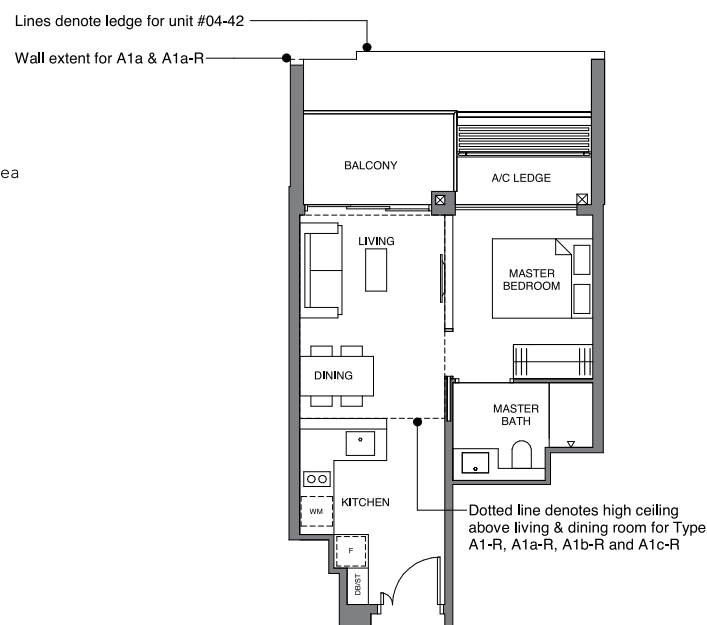 Lines denote ledge for unit #04-42
Wall extent for A1a & A1a-R
ea
BALCONY
A/C LEDGE
LIVING
MASTER
BEDROOM
DINING
MASTER
BATH
KITCHEN
WM
F
DB/ST
Dotted line denotes high ceiling
above living & dining room for Type
A1-R, A1a-R, A1b-R and A1c-R